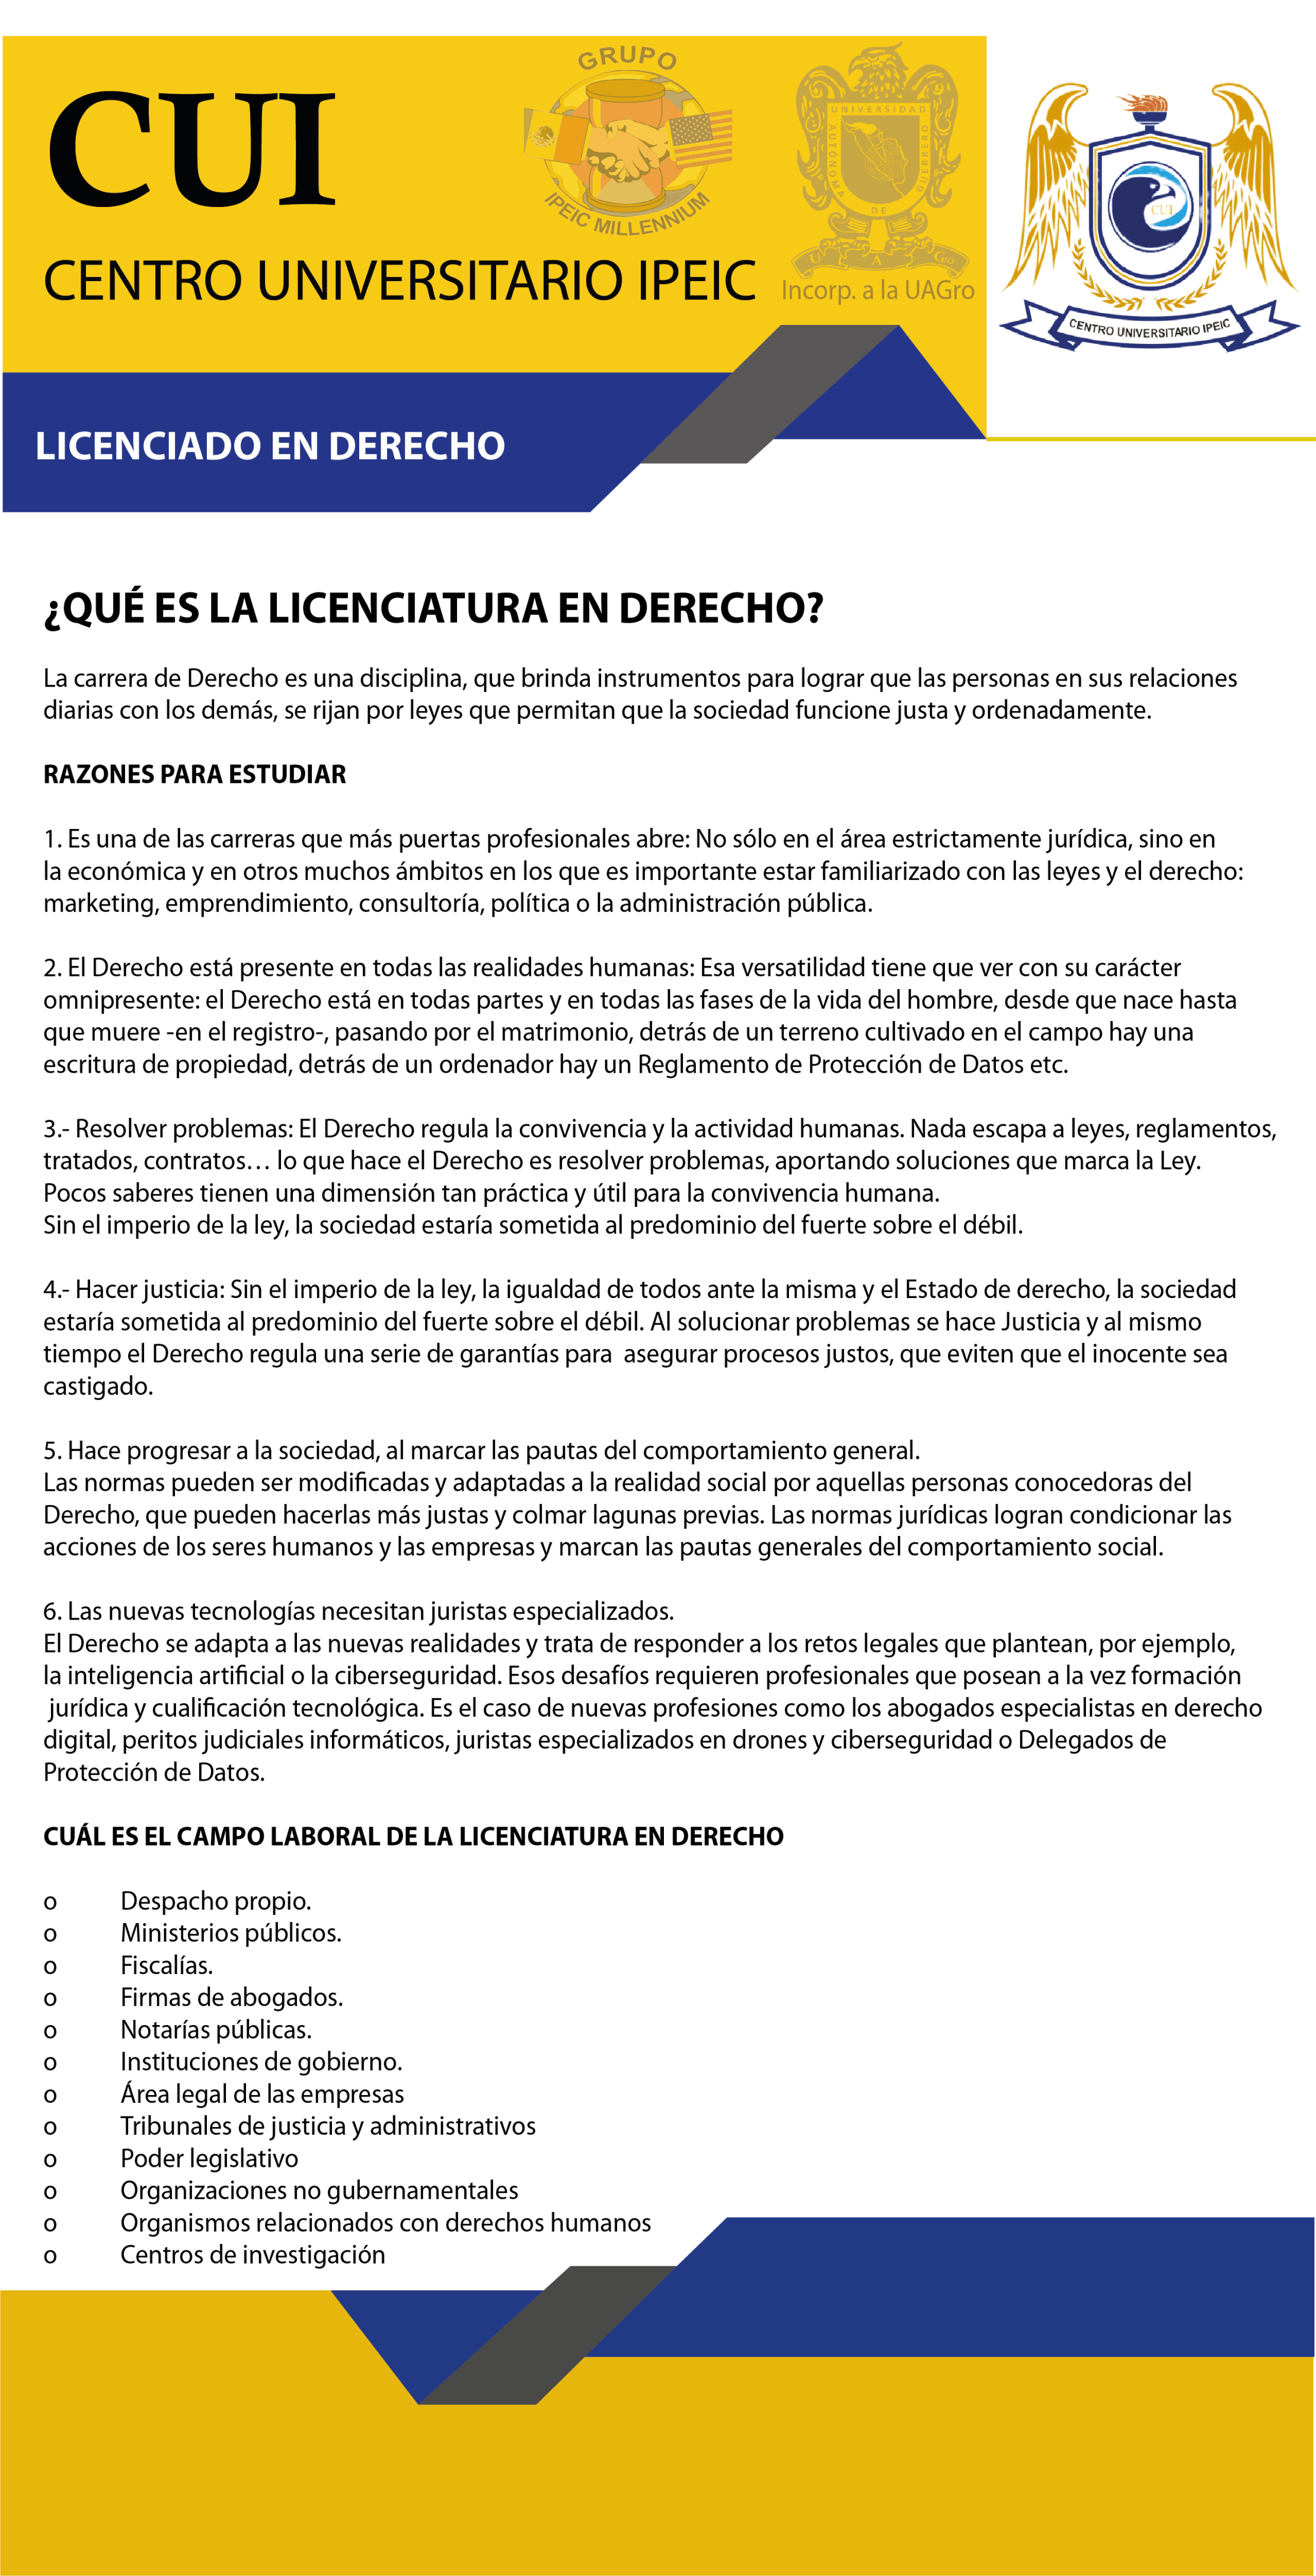 CUI
CENTRO UNIVERSITARIO IPEIC
GRUPO
IPEIC MILLENNIUM
UNIVERSIDAD
AUTÓNOMA
DE
GUERRERO
U A Gro
Incorp. a la UAGro
CUI
CENTRO UNIVERSITARIO IPEIC
LICENCIADO EN DERECHO
¿QUÉ ES LA LICENCIATURA EN DERECHO?
La carrera de Derecho es una disciplina, que brinda instrumentos para lograr que las personas en sus relaciones
diarias con los demás, se rijan por leyes que permitan que la sociedad funcione justa y ordenadamente.
RAZONES PARA ESTUDIAR
1. Es una de las carreras que más puertas profesionales abre: No sólo en el área estrictamente jurídica, sino en
la económica y en otros muchos ámbitos en los que es importante estar familiarizado con las leyes y el derecho:
marketing, emprendimiento, consultoría, política o la administración pública.
2. El Derecho está presente en todas las realidades humanas: Esa versatilidad tiene que ver con su carácter
omnipresente: el Derecho está en todas partes y en todas las fases de la vida del hombre, desde que nace hasta
que muere -en el registro-, pasando por el matrimonio, detrás de un terreno cultivado en el campo hay una
escritura de propiedad, detrás de un ordenador hay un Reglamento de Protección de Datos etc.
3.- Resolver problemas: El Derecho regula la convivencia y la actividad humanas. Nada escapa a leyes, reglamentos,
tratados, contratos… lo que hace el Derecho es resolver problemas, aportando soluciones que marca la Ley.
Pocos saberes tienen una dimensión tan práctica y útil para la convivencia humana.
Sin el imperio de la ley, la sociedad estaría sometida al predominio del fuerte sobre el débil.
4.- Hacer justicia: Sin el imperio de la ley, la igualdad de todos ante la misma y el Estado de derecho, la sociedad
estaría sometida al predominio del fuerte sobre el débil. Al solucionar problemas se hace Justicia y al mismo
tiempo el Derecho regula una serie de garantías para  asegurar procesos justos, que eviten que el inocente sea
castigado.
5. Hace progresar a la sociedad, al marcar las pautas del comportamiento general.
Las normas pueden ser modificadas y adaptadas a la realidad social por aquellas personas conocedoras del
Derecho, que pueden hacerlas más justas y colmar lagunas previas. Las normas jurídicas logran condicionar las
acciones de los seres humanos y las empresas y marcan las pautas generales del comportamiento social.
6. Las nuevas tecnologías necesitan juristas especializados.
El Derecho se adapta a las nuevas realidades y trata de responder a los retos legales que plantean, por ejemplo,
la inteligencia artificial o la ciberseguridad. Esos desafíos requieren profesionales que posean a la vez formación
jurídica y cualificación tecnológica. Es el caso de nuevas profesiones como los abogados especialistas en derecho
digital, peritos judiciales informáticos, juristas especializados en drones y ciberseguridad o Delegados de
Protección de Datos.
CUÁL ES EL CAMPO LABORAL DE LA LICENCIATURA EN DERECHO
o Despacho propio.
o Ministerios públicos.
o Fiscalías.
o Firmas de abogados.
o Notarías públicas.
o Instituciones de gobierno.
o Área legal de las empresas
o Tribunales de justicia y administrativos
o Poder legislativo
o Organizaciones no gubernamentales
o Organismos relacionados con derechos humanos
o Centros de investigación